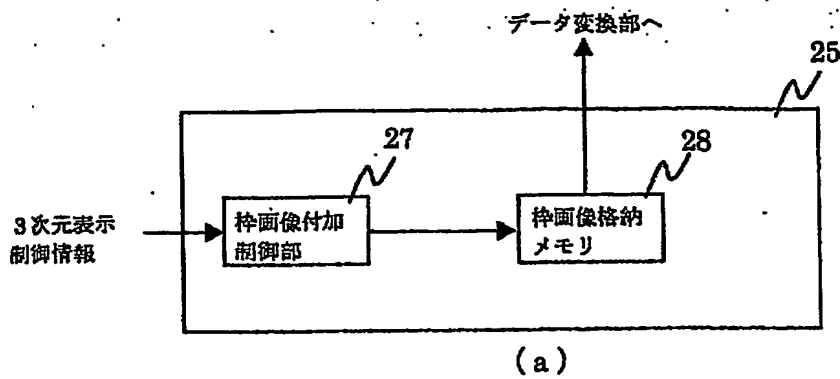 データ変換部へ
25
27
28
3次元表示
制御情報
枠画像付加
制御部
枠画像格納
メモリ
(a)